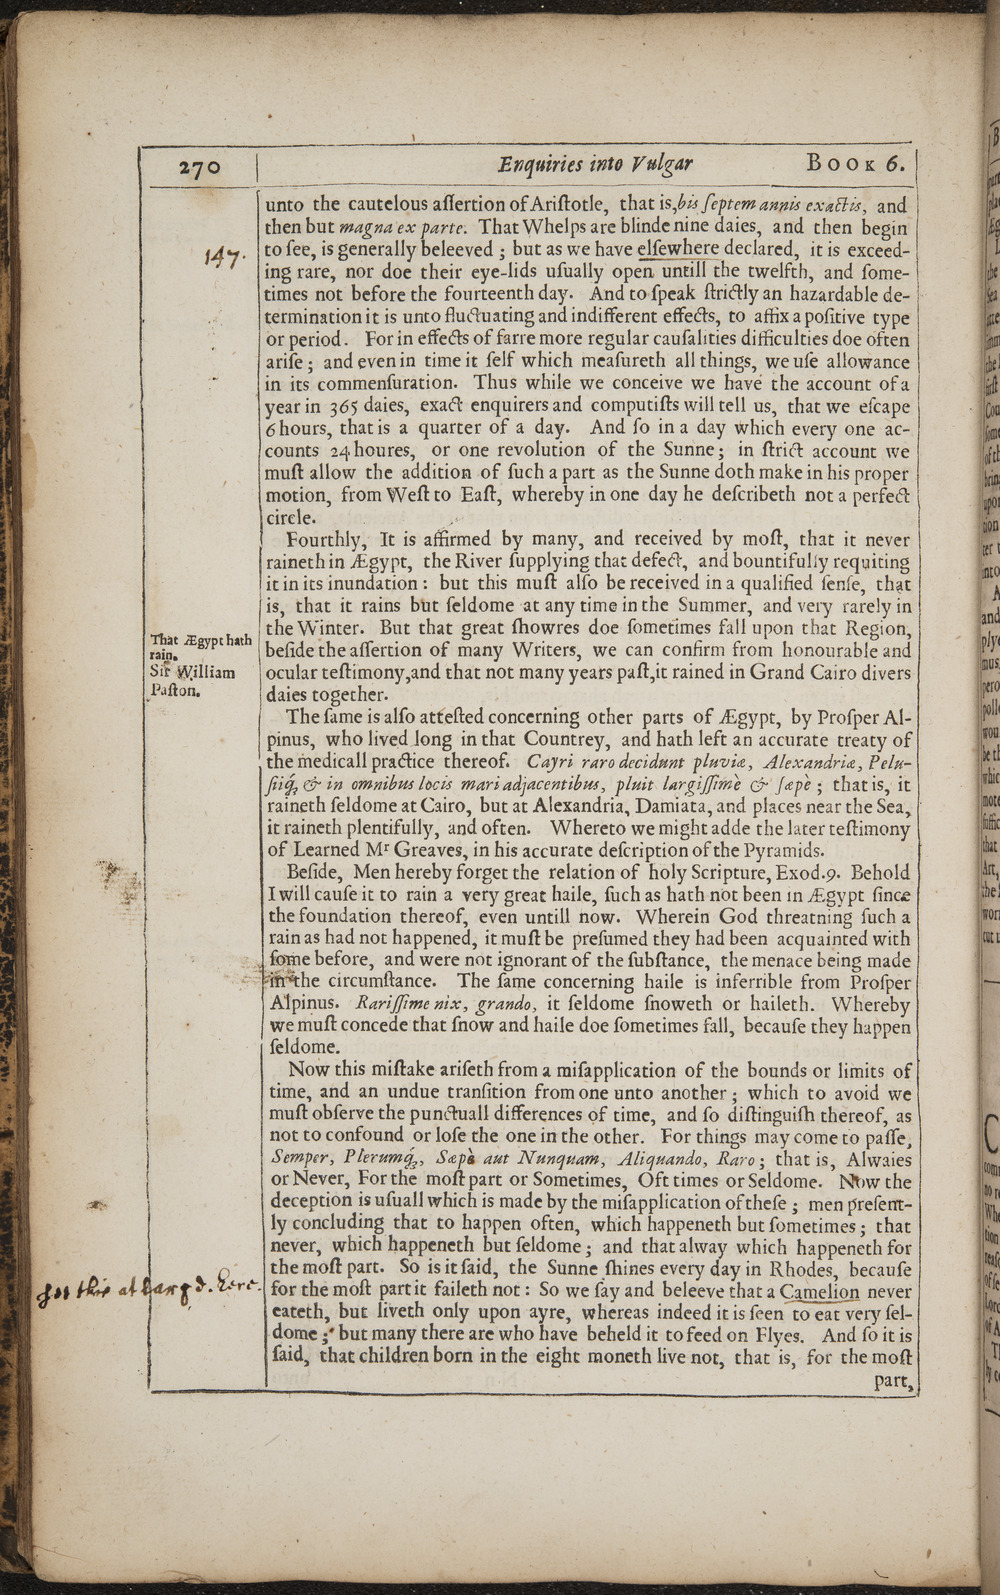 270 Enquiries into Vulgar BOOK 6.
unto the cautelous aſſertion of Ariſtotle, that is, bis ſeptem annis exactis, and
then but magna ex parte. That Whelps are blinde nine daies, and then begin
147.
to ſee, is generally beleeved ; but as we have elſewhere declared, it is exceed-
ing rare, nor doe their eye-lids uſually open untill the twelfth, and ſome-
times not before the fourteenth day. And to ſpeak ſtrictly an hazardable de-
termination it is unto fluctuating and indifferent effects, to affix a poſitive type
or period. For in effects of farre more regular cauſalities difficulties doe often
ariſe ; and even in time it ſelf which meaſureth all things, we uſe allowance
in its commenſuration. Thus while we conceive we have the account of a
year in 365 daies, exact enquirers and computiſts will tell us, that we eſcape
6 hours, that is a quarter of a day. And ſo in a day which every one ac-
counts 24 houres, or one revolution of the Sunne; in ſtrict account we
muſt allow the addition of ſuch a part as the Sunne doth make in his proper
motion, from Weſt to Eaſt, whereby in one day he deſcribeth not a perfect
circle.
Fourthly, It is affirmed by many, and received by moſt, that it never
raineth in Ægypt, the River ſupplying that defect, and bountifully requiting
it in its inundation : but this muſt alſo be received in a qualified ſenſe, that
is, that it rains but ſeldome at any time in the Summer, and very rarely in
the Winter. But that great ſhowres doe ſometimes fall upon that Region,
That Ægypt hath
rain.
Sir William
Paſton.
beſide the aſſertion of many Writers, we can confirm from honourable and
ocular teſtimony, and that not many years paſt, it rained in Grand Cairo divers
daies together.
The ſame is alſo atteſted concerning other parts of Ægypt, by Proſper Al-
pinus, who lived long in that Countrey, and hath left an accurate treaty of
the medicall practice thereof. Cayri raro decidunt pluviæ, Alexandriæ, Pelu-
ſiiq́; & in omnibus locis mari adjacentibus, pluit largiſſimè & ſæpè ; that is, it
raineth ſeldome at Cairo, but at Alexandria, Damiata, and places near the Sea,
it raineth plentifully, and often. Whereto we might adde the later teſtimony
of Learned Mr Greaves, in his accurate deſcription of the Pyramids.
Beſide, Men hereby forget the relation of holy Scripture, Exod.9. Behold
I will cauſe it to rain a very great haile, ſuch as hath not been in Ægypt ſince
the foundation thereof, even untill now. Wherein God threatning ſuch a
rain as had not happened, it muſt be preſumed they had been acquainted with
ſome before, and were not ignorant of the ſubſtance, the menace being made
in the circumſtance. The ſame concerning haile is inferrible from Proſper
Alpinus. Rariſſime nix, grando, it ſeldome ſnoweth or haileth. Whereby
we muſt concede that ſnow and haile doe ſometimes fall, becauſe they happen
ſeldome.
Now this miſtake ariſeth from a miſapplication of the bounds or limits of
time, and an undue tranſition from one unto another ; which to avoid we
muſt obſerve the punctuall differences of time, and ſo diſtinguiſh thereof, as
not to confound or loſe the one in the other. For things may come to paſſe,
Semper, Plerumq́;, Sæpè aut Nunquam, Aliquando, Raro ; that is, Alwaies
or Never, For the moſt part or Sometimes, Oft times or Seldome. Now the
deception is uſuall which is made by the miſapplication of theſe ; men preſent-
ly concluding that to happen often, which happeneth but ſometimes ; that
never, which happeneth but ſeldome ; and that alway which happeneth for
the moſt part. So is it ſaid, the Sunne ſhines every day in Rhodes, becauſe
for the moſt part it faileth not : So we ſay and beleeve that a Camelion never
eateth, but liveth only upon ayre, whereas indeed it is ſeen to eat very ſel-
dome ; but many there are who have beheld it to feed on Flyes. And ſo it is
ſaid, that children born in the eight moneth live not, that is, for the moſt
part,
this at